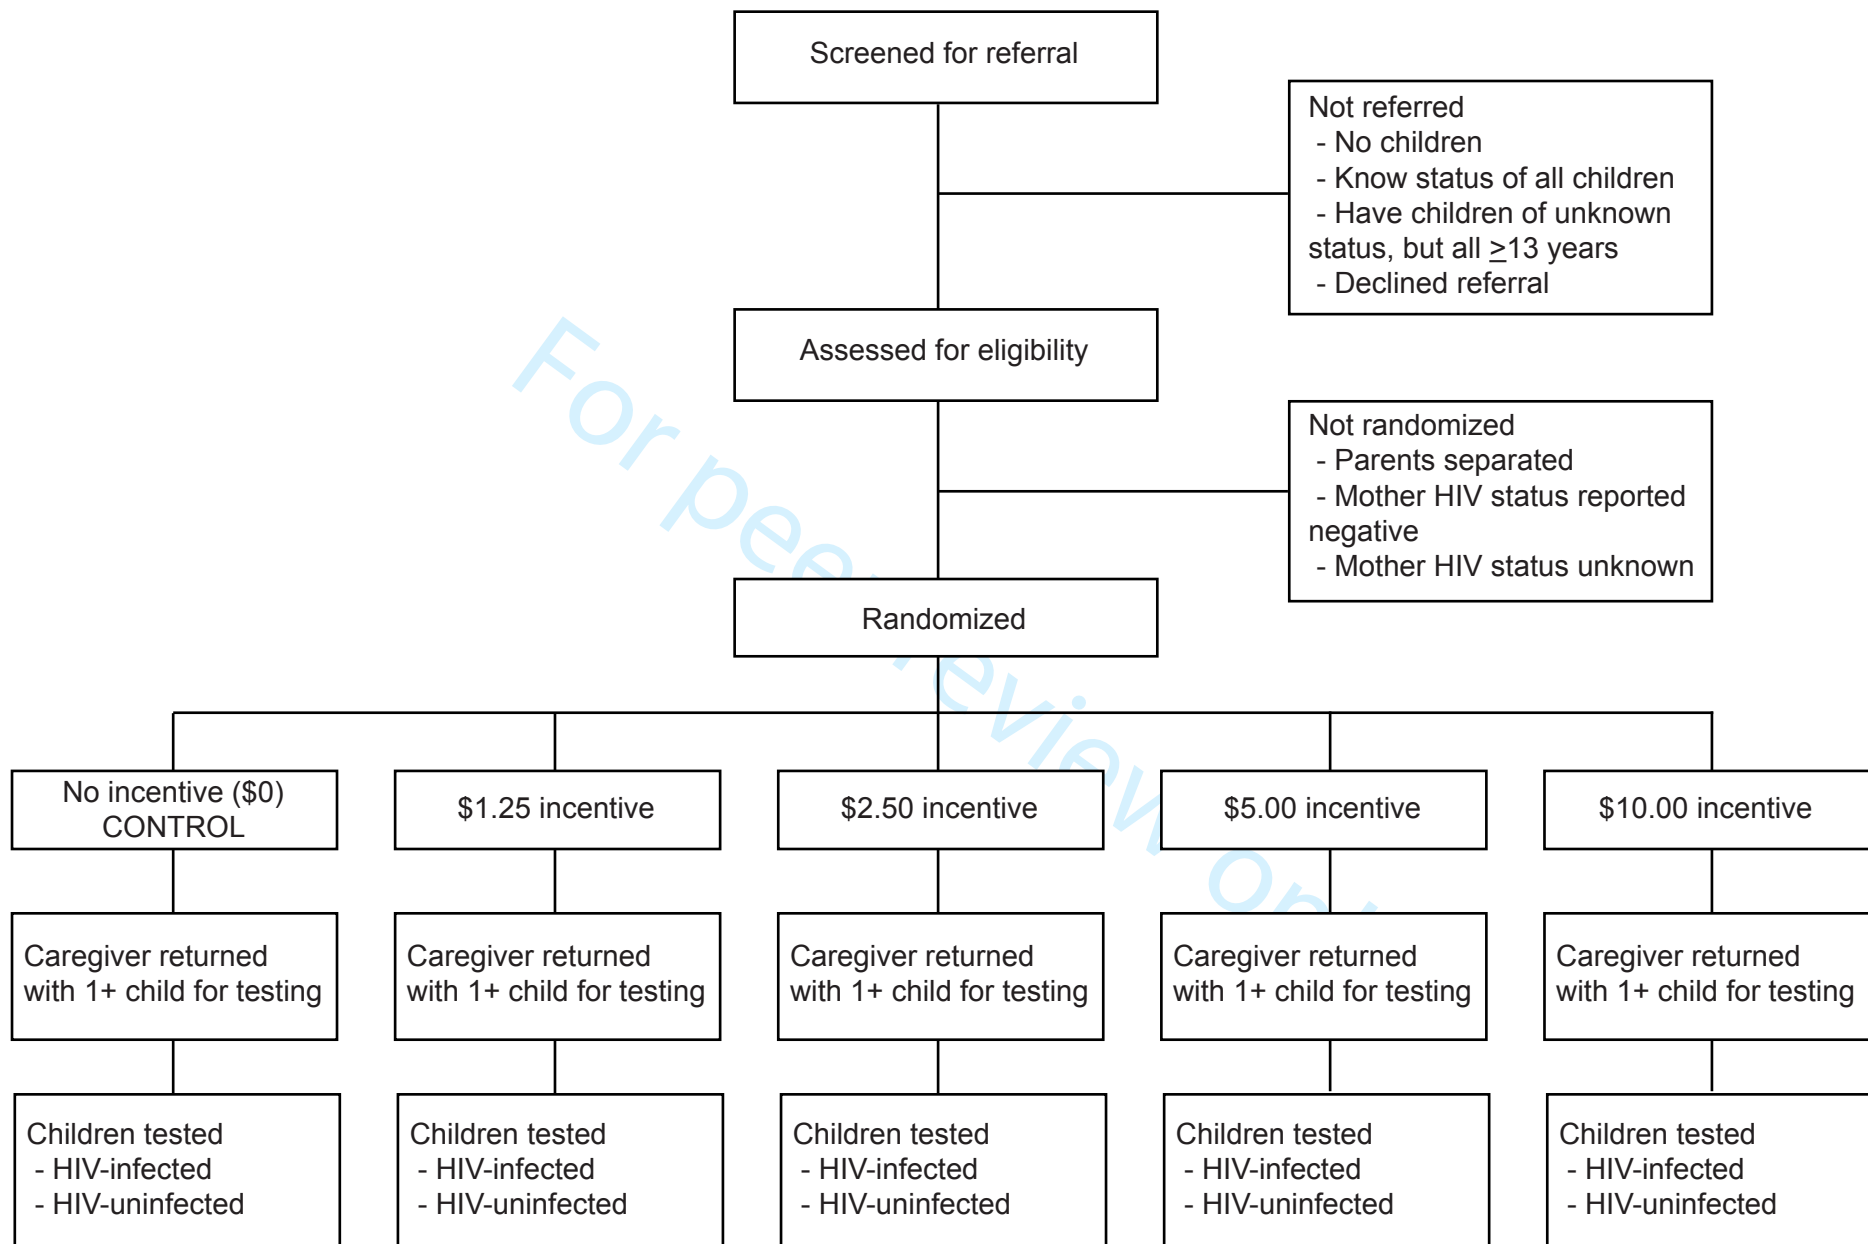 Screened for referral
Not referred
- No children
- Know status of all children
- Have children of unknown
status, but all ≥13 years
- Declined referral
Assessed for eligibility
Not randomized
- Parents separated
- Mother HIV status reported
negative
- Mother HIV status unknown
Randomized
No incentive ($0)
CONTROL
$1.25 incentive
$2.50 incentive
$5.00 incentive
$10.00 incentive
Caregiver returned
with 1+ child for testing
Caregiver returned
with 1+ child for testing
Caregiver returned
with 1+ child for testing
Caregiver returned
with 1+ child for testing
Caregiver returned
with 1+ child for testing
Children tested
- HIV-infected
- HIV-uninfected
Children tested
- HIV-infected
- HIV-uninfected
Children tested
- HIV-infected
- HIV-uninfected
Children tested
- HIV-infected
- HIV-uninfected
Children tested
- HIV-infected
- HIV-uninfected
For peer review only